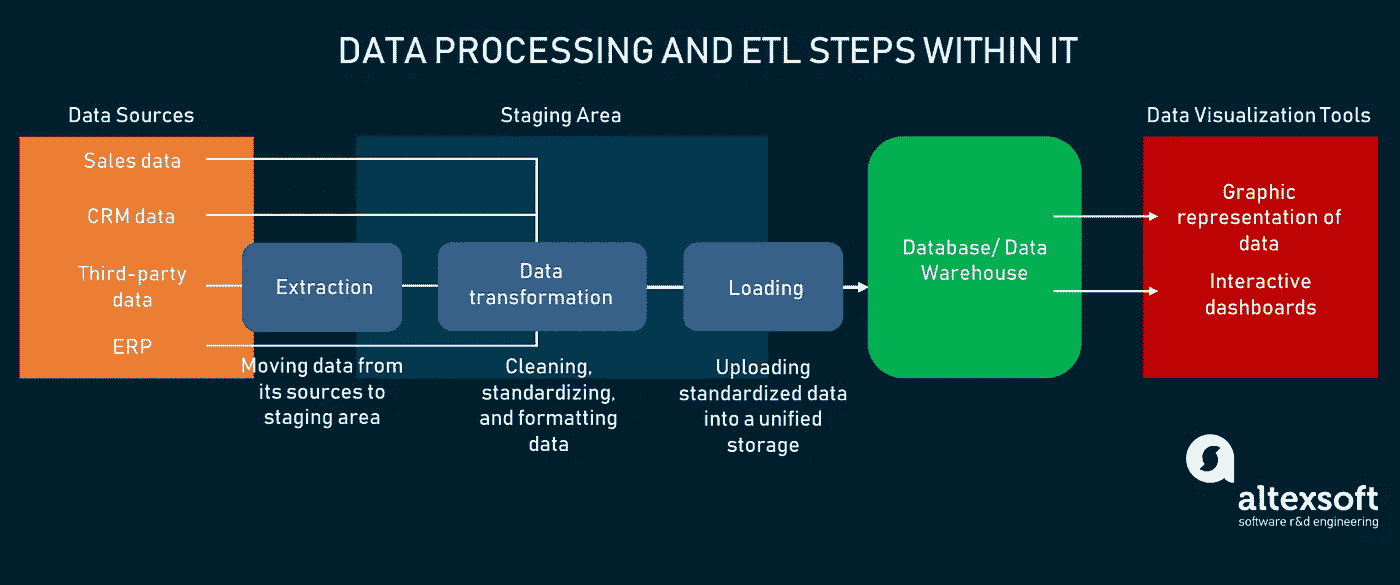 DATA PROCESSING AND ETL STEPS WITHIN IT
Data Sources
Staging Area
Data Visualization Tools
Sales data
CRM data
Third-party
data
ERP
Extraction
Moving data from
its sources to
staging area
Data
transformation
Cleaning,
standardizing,
and formatting
data
Loading
Uploading
standardized data
into a unified
storage
Database/ Data
Warehouse
Graphic
representation of
data
Interactive
dashboards
altexsoft
software r&d engineering